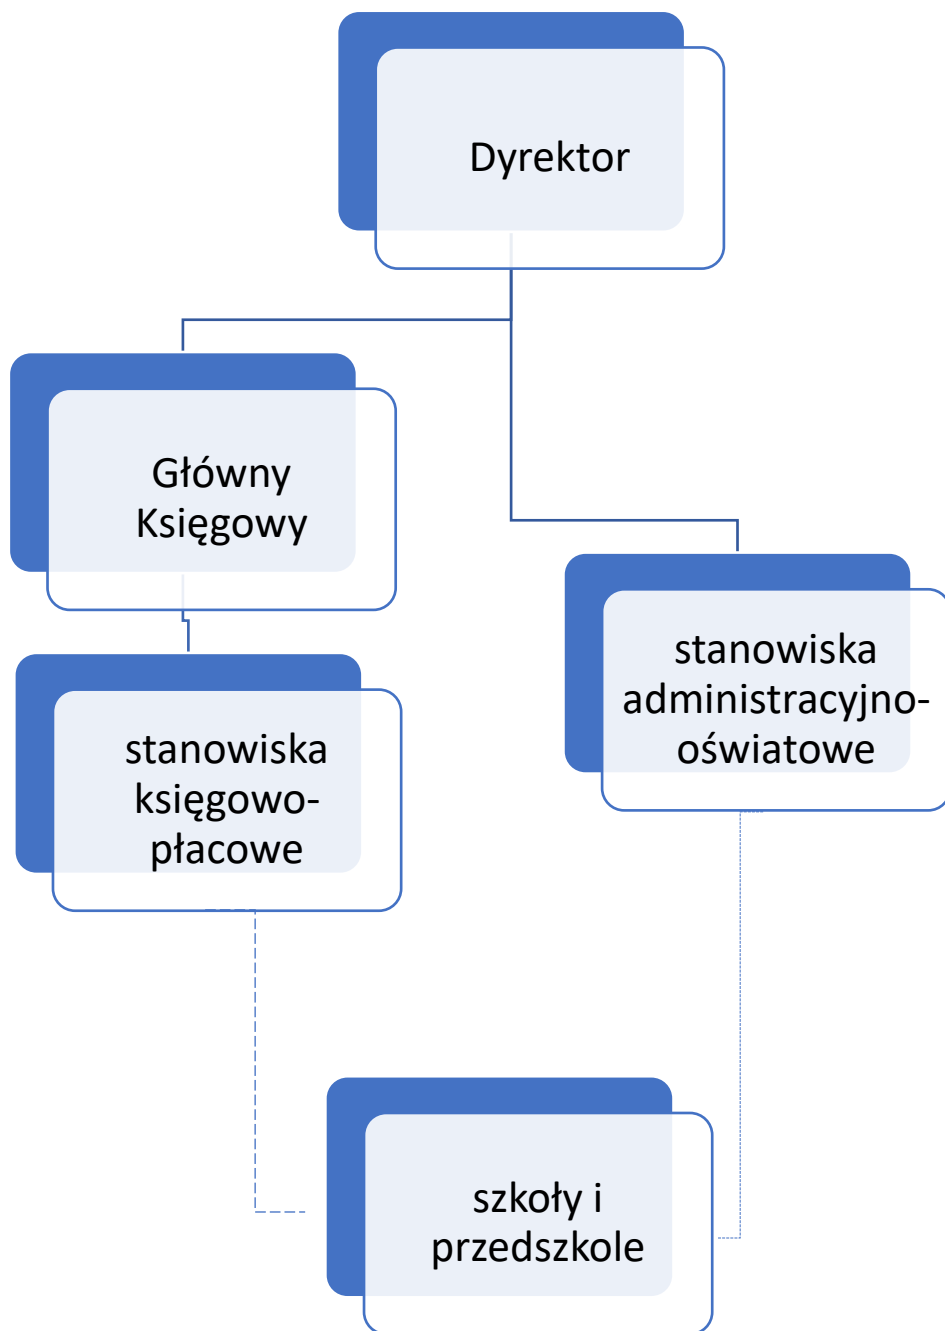 Dyrektor
Główny
Księgowy
stanowiska
księgowo-
płacowe
stanowiska
administracyjno-
oświatowe
szkoły i
przedszkole